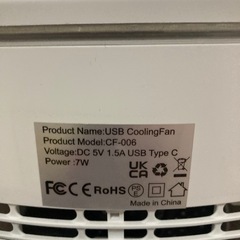 Product Name:USB CoolingFan
Product Model:CF-006
Voltage:DC 5V 1.5A USB Type C
Power :7W
UK CA
FC CE RoHS
Made in China